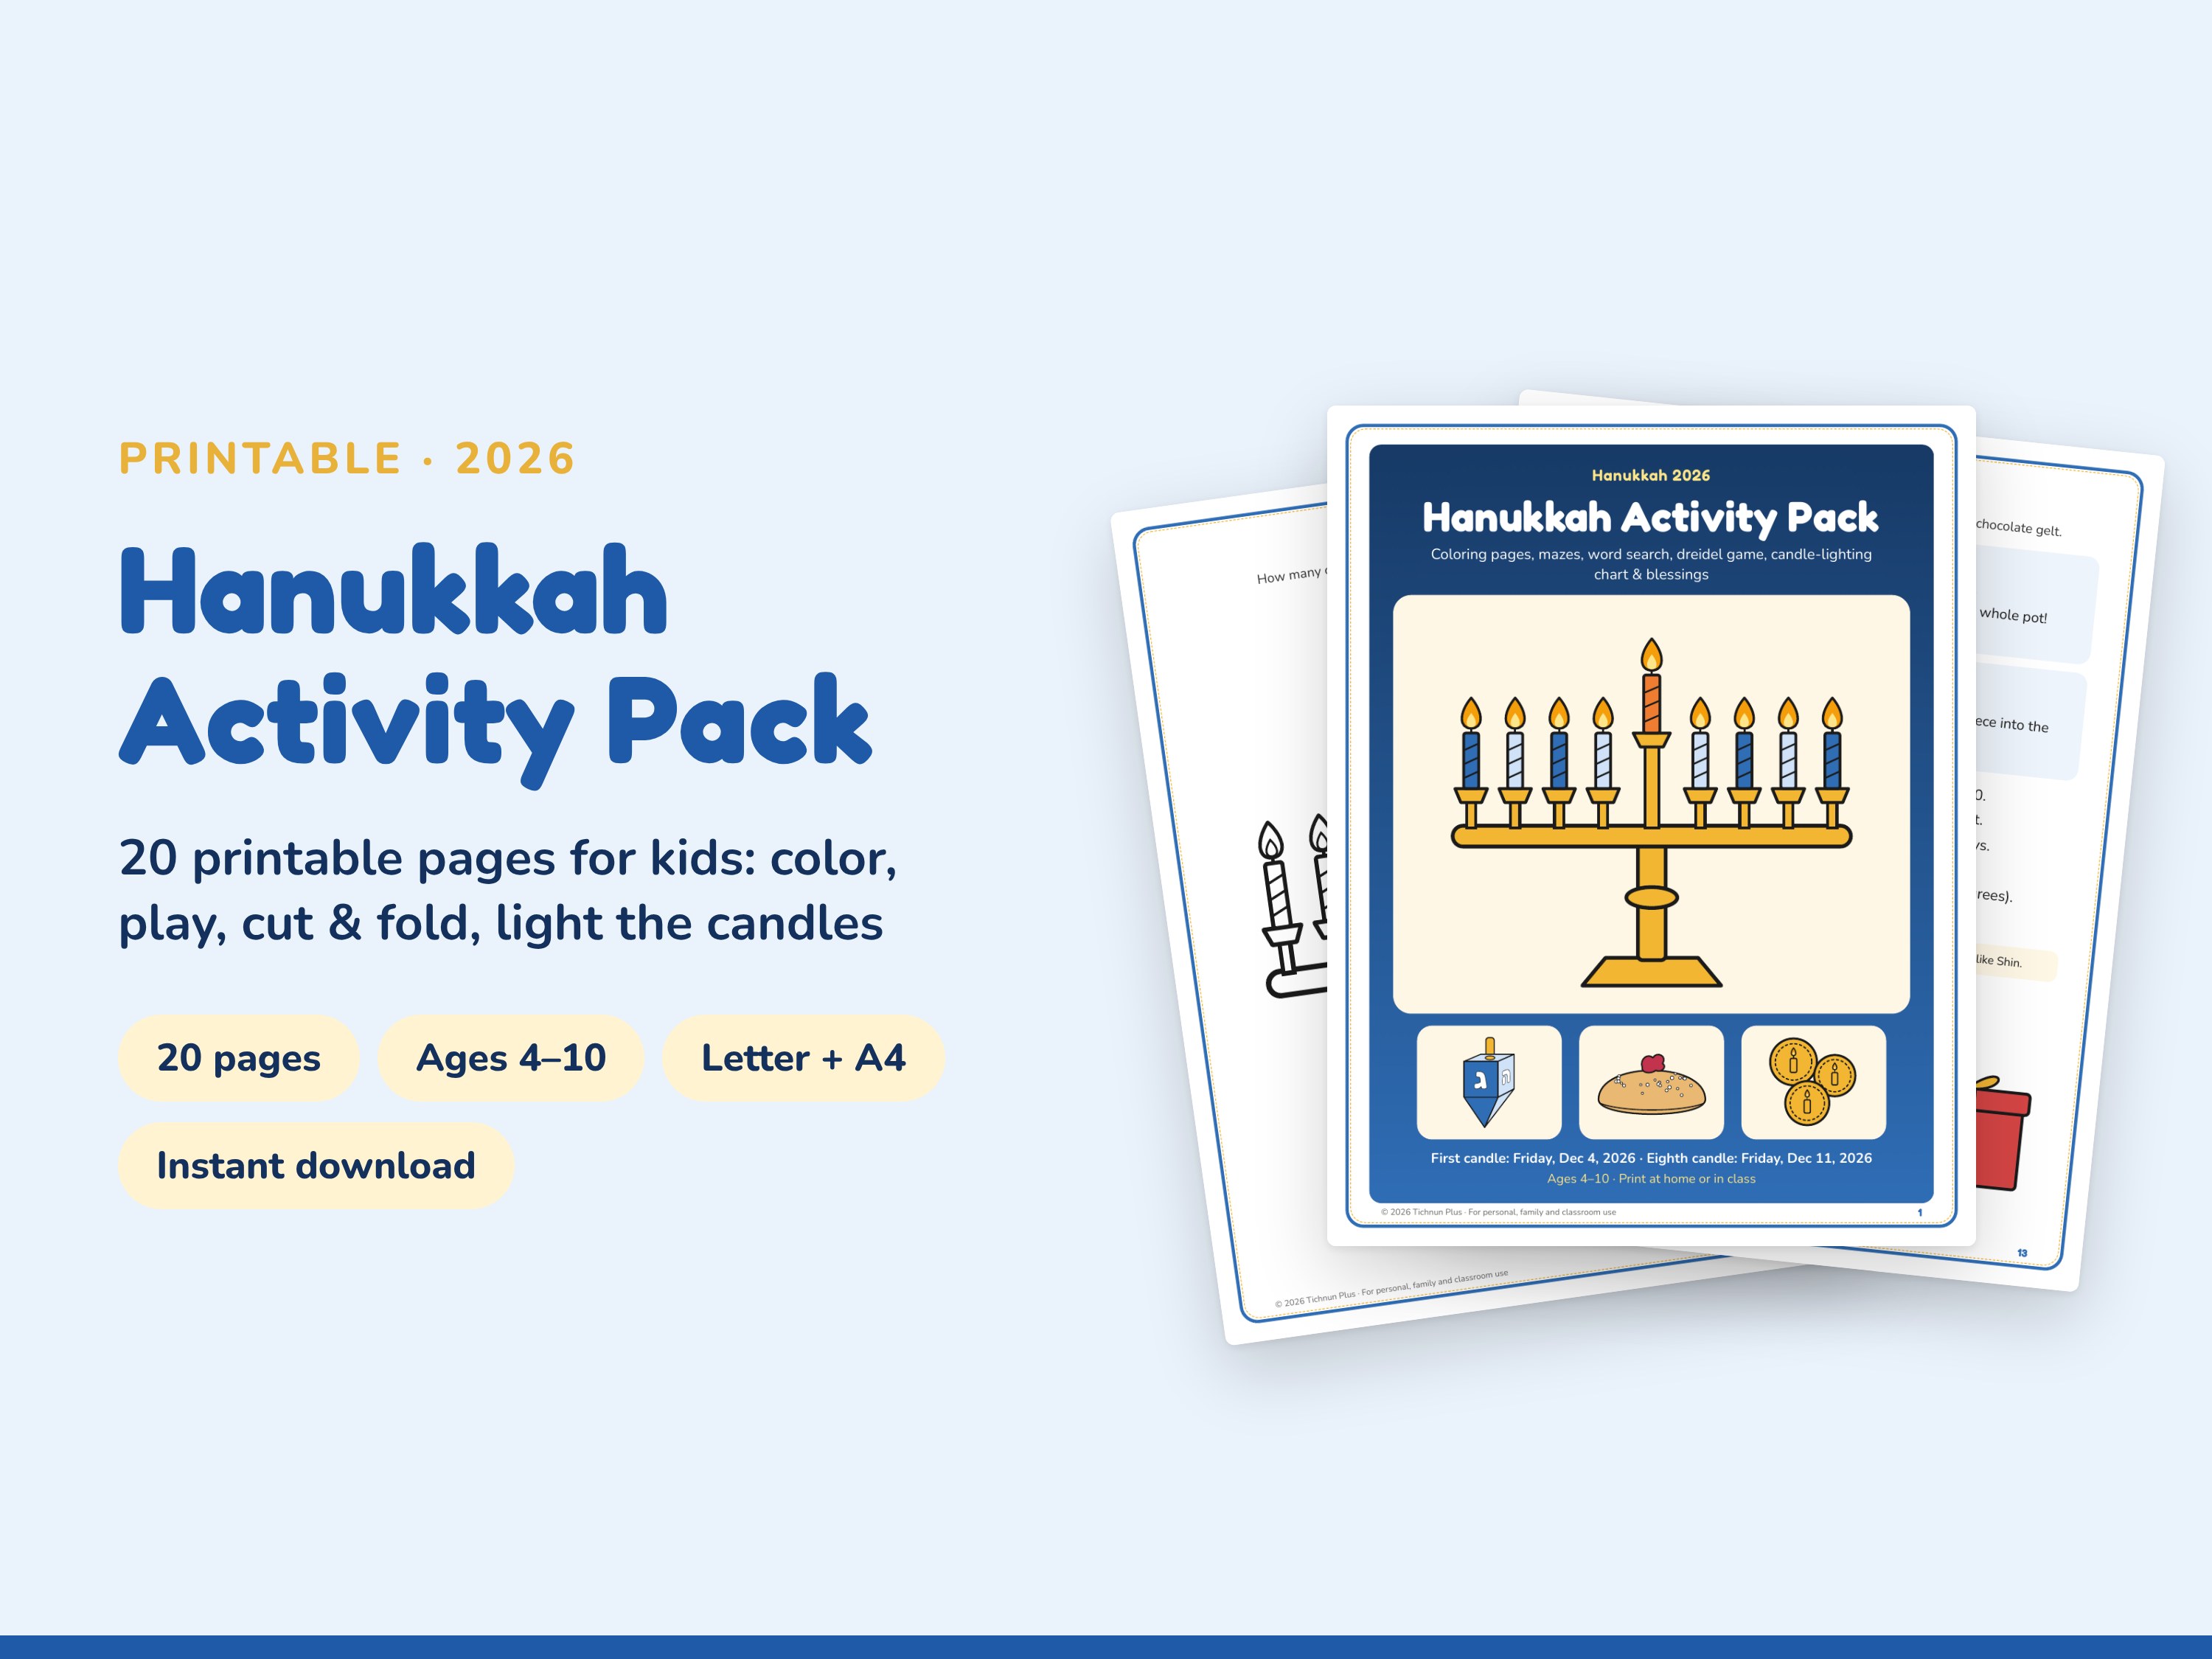 PRINTABLE · 2026
Hanukkah
Activity Pack
20 printable pages for kids: color,
play, cut & fold, light the candles
20 pages
Ages 4–10
Letter + A4
Instant download
How many
© 2026 Tichnun Plus · For personal, family and classroom use
Hanukkah 2026
Hanukkah Activity Pack
Coloring pages, mazes, word search, dreidel game, candle-lighting
chart & blessings
ג
ה
First candle: Friday, Dec 4, 2026 · Eighth candle: Friday, Dec 11, 2026
Ages 4–10 · Print at home or in class
© 2026 Tichnun Plus · For personal, family and classroom use
1
chocolate gelt.
whole pot!
into the
like Shin.
13